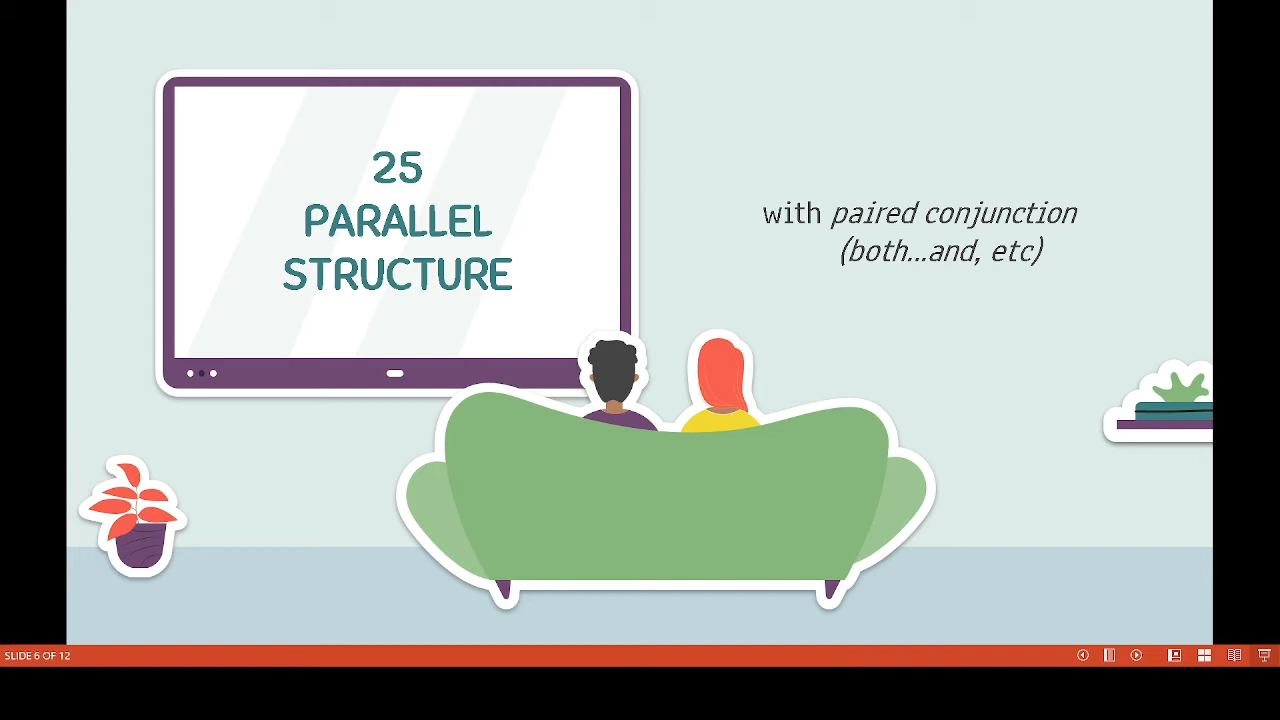 25
PARALLEL
STRUCTURE
with paired conjunction
(both...and, etc)
SLIDE 6 OF 12